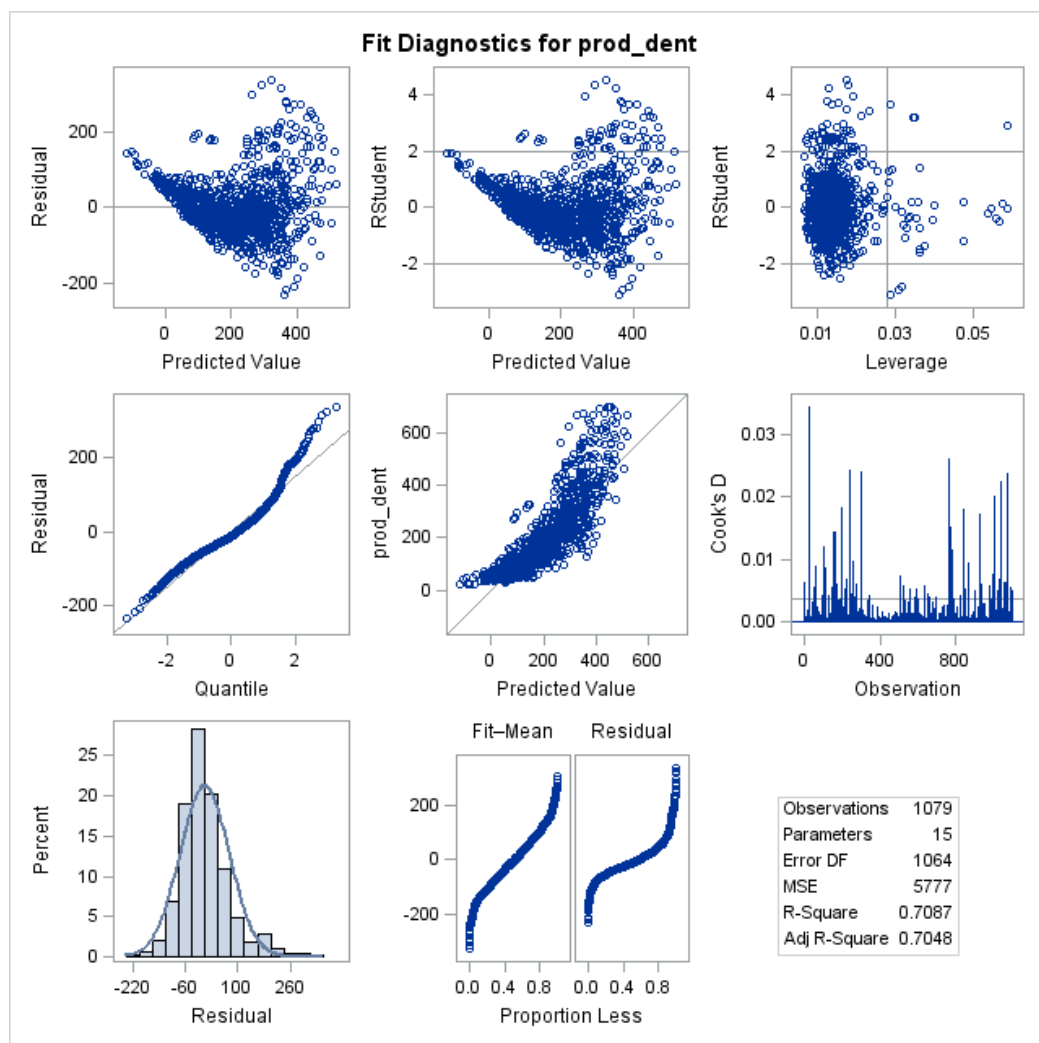 Fit Diagnostics for prod_dent
Residual
200
0
-200
0 200 400
Predicted Value
RStudent
4
2
0
-2
0 200 400
Predicted Value
RStudent
4
2
0
-2
0.01 0.03 0.05
Leverage
Residual
200
0
-200
-2 0 2
Quantile
prod_dent
600
400
200
0
0 200 400 600
Predicted Value
Cook's D
0.03
0.02
0.01
0.00
0 400 800
Observation
Percent
25
20
15
10
5
0
-220 -60 100 260
Residual
Fit–Mean Residual
200
0
-200
0.0 0.4 0.8 0.0 0.4 0.8
Proportion Less
Observations 1079
Parameters 15
Error DF 1064
MSE 5777
R-Square 0.7087
Adj R-Square 0.7048